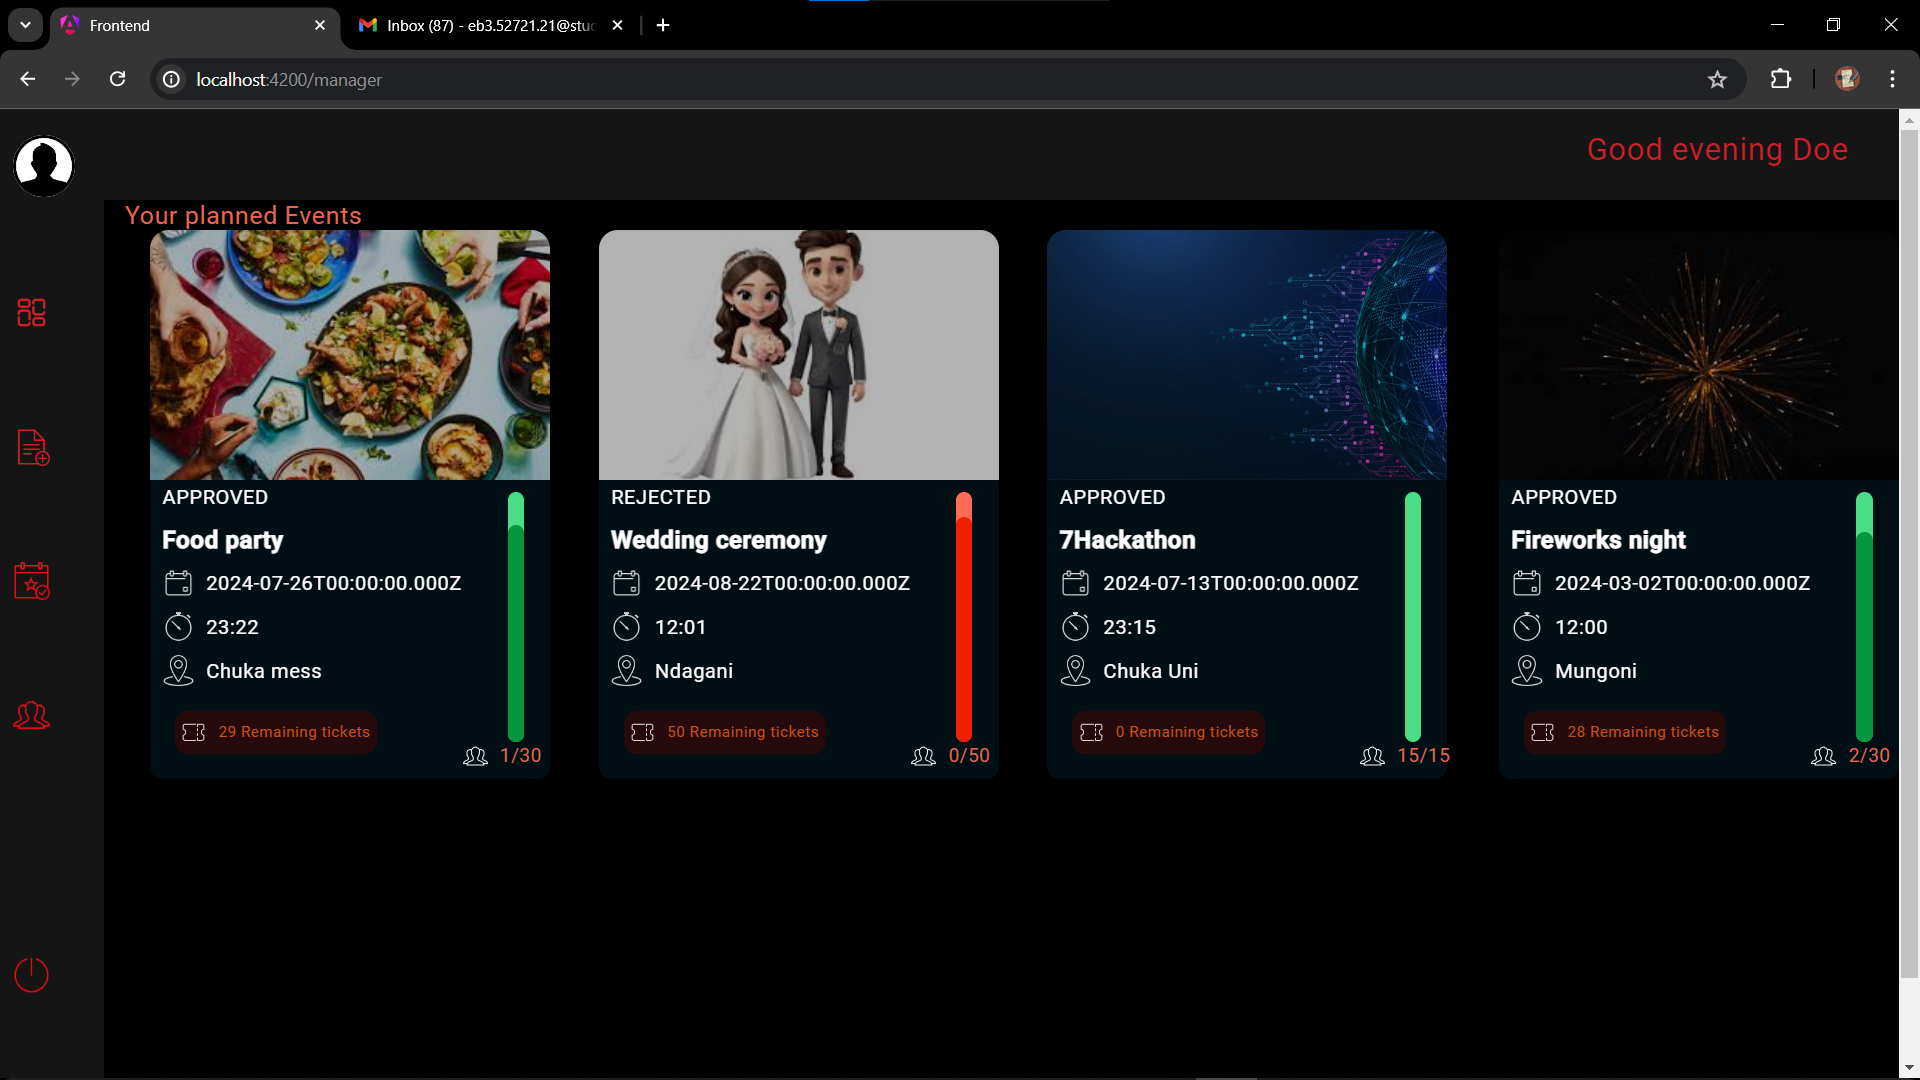 Frontend
Inbox (87) - eb3.52721.21@stud
localhost:4200/manager
Good evening Doe
Your planned Events
APPROVED
Food party
2024-07-26T00:00:00.000Z
23:22
Chuka mess
29 Remaining tickets
1/30
REJECTED
Wedding ceremony
2024-08-22T00:00:00.000Z
12:01
Ndagani
50 Remaining tickets
0/50
APPROVED
7Hackathon
2024-07-13T00:00:00.000Z
23:15
Chuka Uni
0 Remaining tickets
15/15
APPROVED
Fireworks night
2024-03-02T00:00:00.000Z
12:00
Mungoni
28 Remaining tickets
2/30